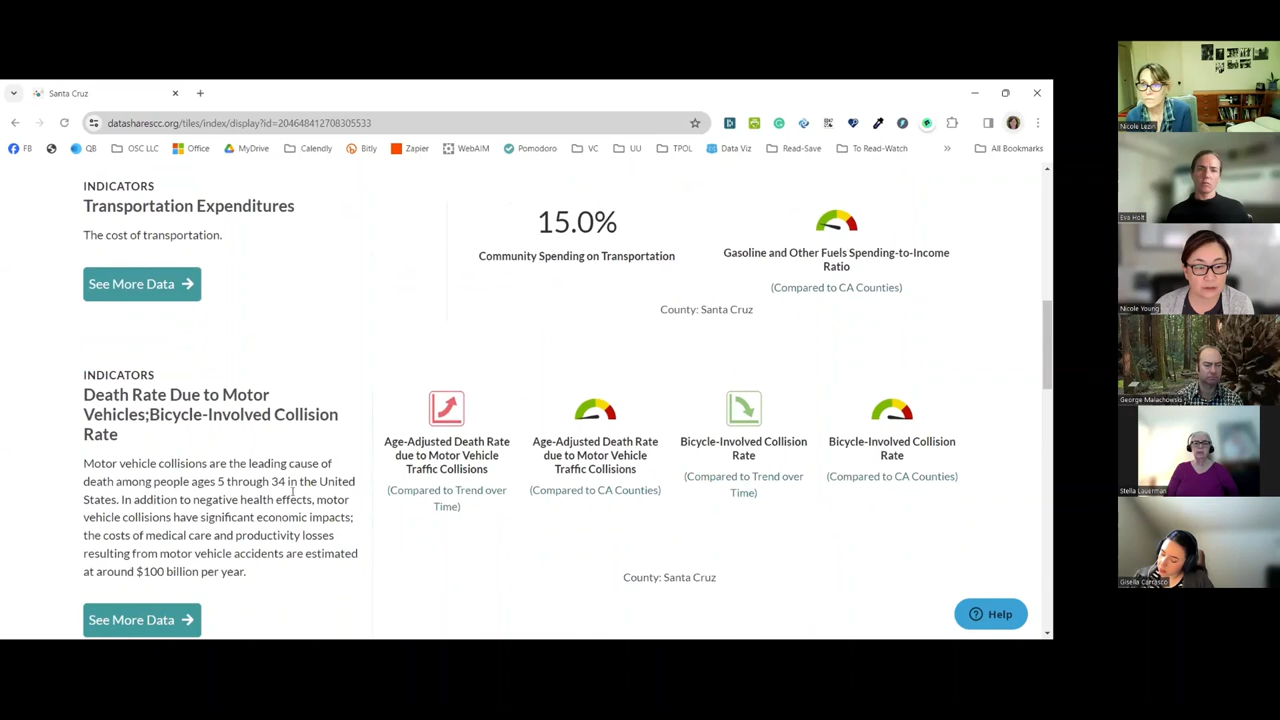 Santa Cruz
datasharescc.org/tiles/index/display?id=204648412708305533
FB
QB
OSC LLC
Office
MyDrive
Calendly
Bitly
Zapier
WebAIM
Pomodoro
VC
UU
TPOL
Data Viz
Read-Save
To Read-Watch
»
All Bookmarks
INDICATORS
Transportation Expenditures
The cost of transportation.
See More Data
15.0%
Community Spending on Transportation
Gasoline and Other Fuels Spending-to-Income
Ratio
(Compared to CA Counties)
County: Santa Cruz
INDICATORS
Death Rate Due to Motor
Vehicles;Bicycle-Involved Collision
Rate
Motor vehicle collisions are the leading cause of
death among people ages 5 through 34 in the United
States. In addition to negative health effects, motor
vehicle collisions have significant economic impacts;
the costs of medical care and productivity losses
resulting from motor vehicle accidents are estimated
at around $100 billion per year.
See More Data
Age-Adjusted Death Rate
due to Motor Vehicle
Traffic Collisions
(Compared to Trend over
Time)
Age-Adjusted Death Rate
due to Motor Vehicle
Traffic Collisions
(Compared to CA Counties)
Bicycle-Involved Collision
Rate
(Compared to Trend over
Time)
Bicycle-Involved Collision
Rate
(Compared to CA Counties)
County: Santa Cruz
Help
Nicole Lezin
Eva Holt
Nicole Young
George Malachowski
Stella Lauerman
Gisella Carrasco